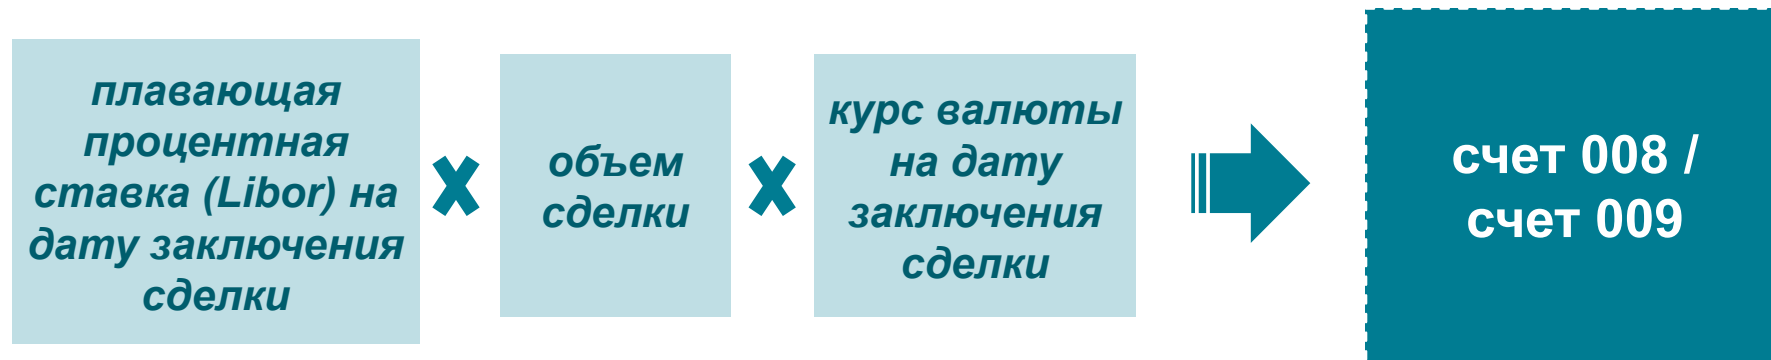 плавающая
процентная
ставка (Libor) на
дату заключения
сделки
объем
сделки
курс валюты
на дату
заключения
сделки
счет 008 /
счет 009